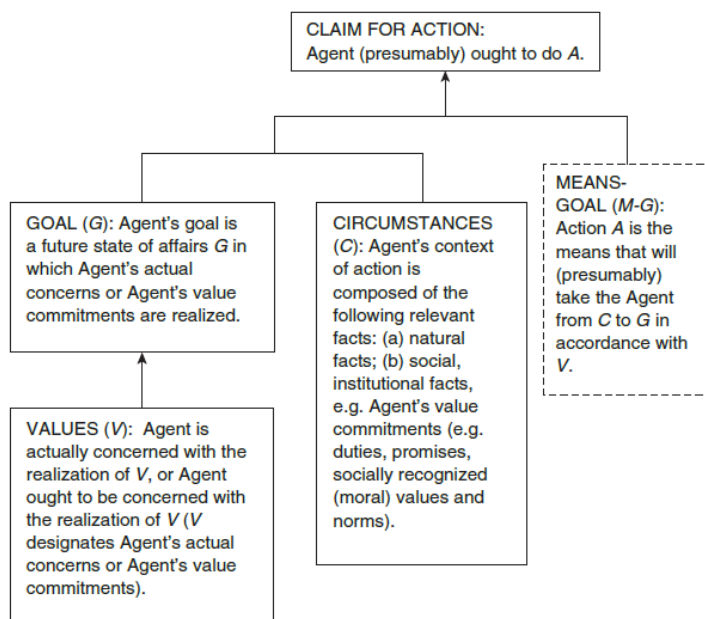 CLAIM FOR ACTION:
Agent (presumably) ought to do A.
GOAL (G): Agent's goal is
a future state of affairs G in
which Agent's actual
concerns or Agent's value
commitments are realized.
CIRCUMSTANCES
(C): Agent's context
of action is
composed of the
following relevant
facts: (a) natural
facts; (b) social,
institutional facts,
e.g. Agent's value
commitments (e.g.
duties, promises,
socially recognized
(moral) values and
norms).
MEANS-
GOAL (M-G):
Action A is the
means that will
(presumably)
take the Agent
from C to G in
accordance with
V.
VALUES (V): Agent is
actually concerned with the
realization of V, or Agent
ought to be concerned with
the realization of V (V
designates Agent's actual
concerns or Agent's value
commitments).